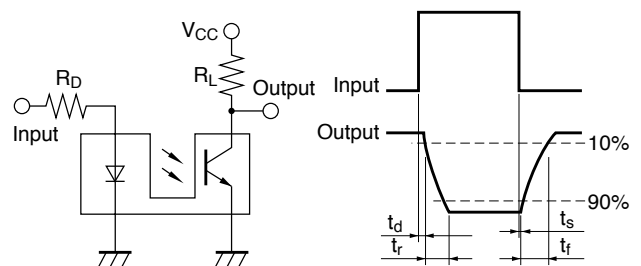 VCC
RD
RL
Output
Input
Input
Output
10%
90%
td
tr
ts
tf